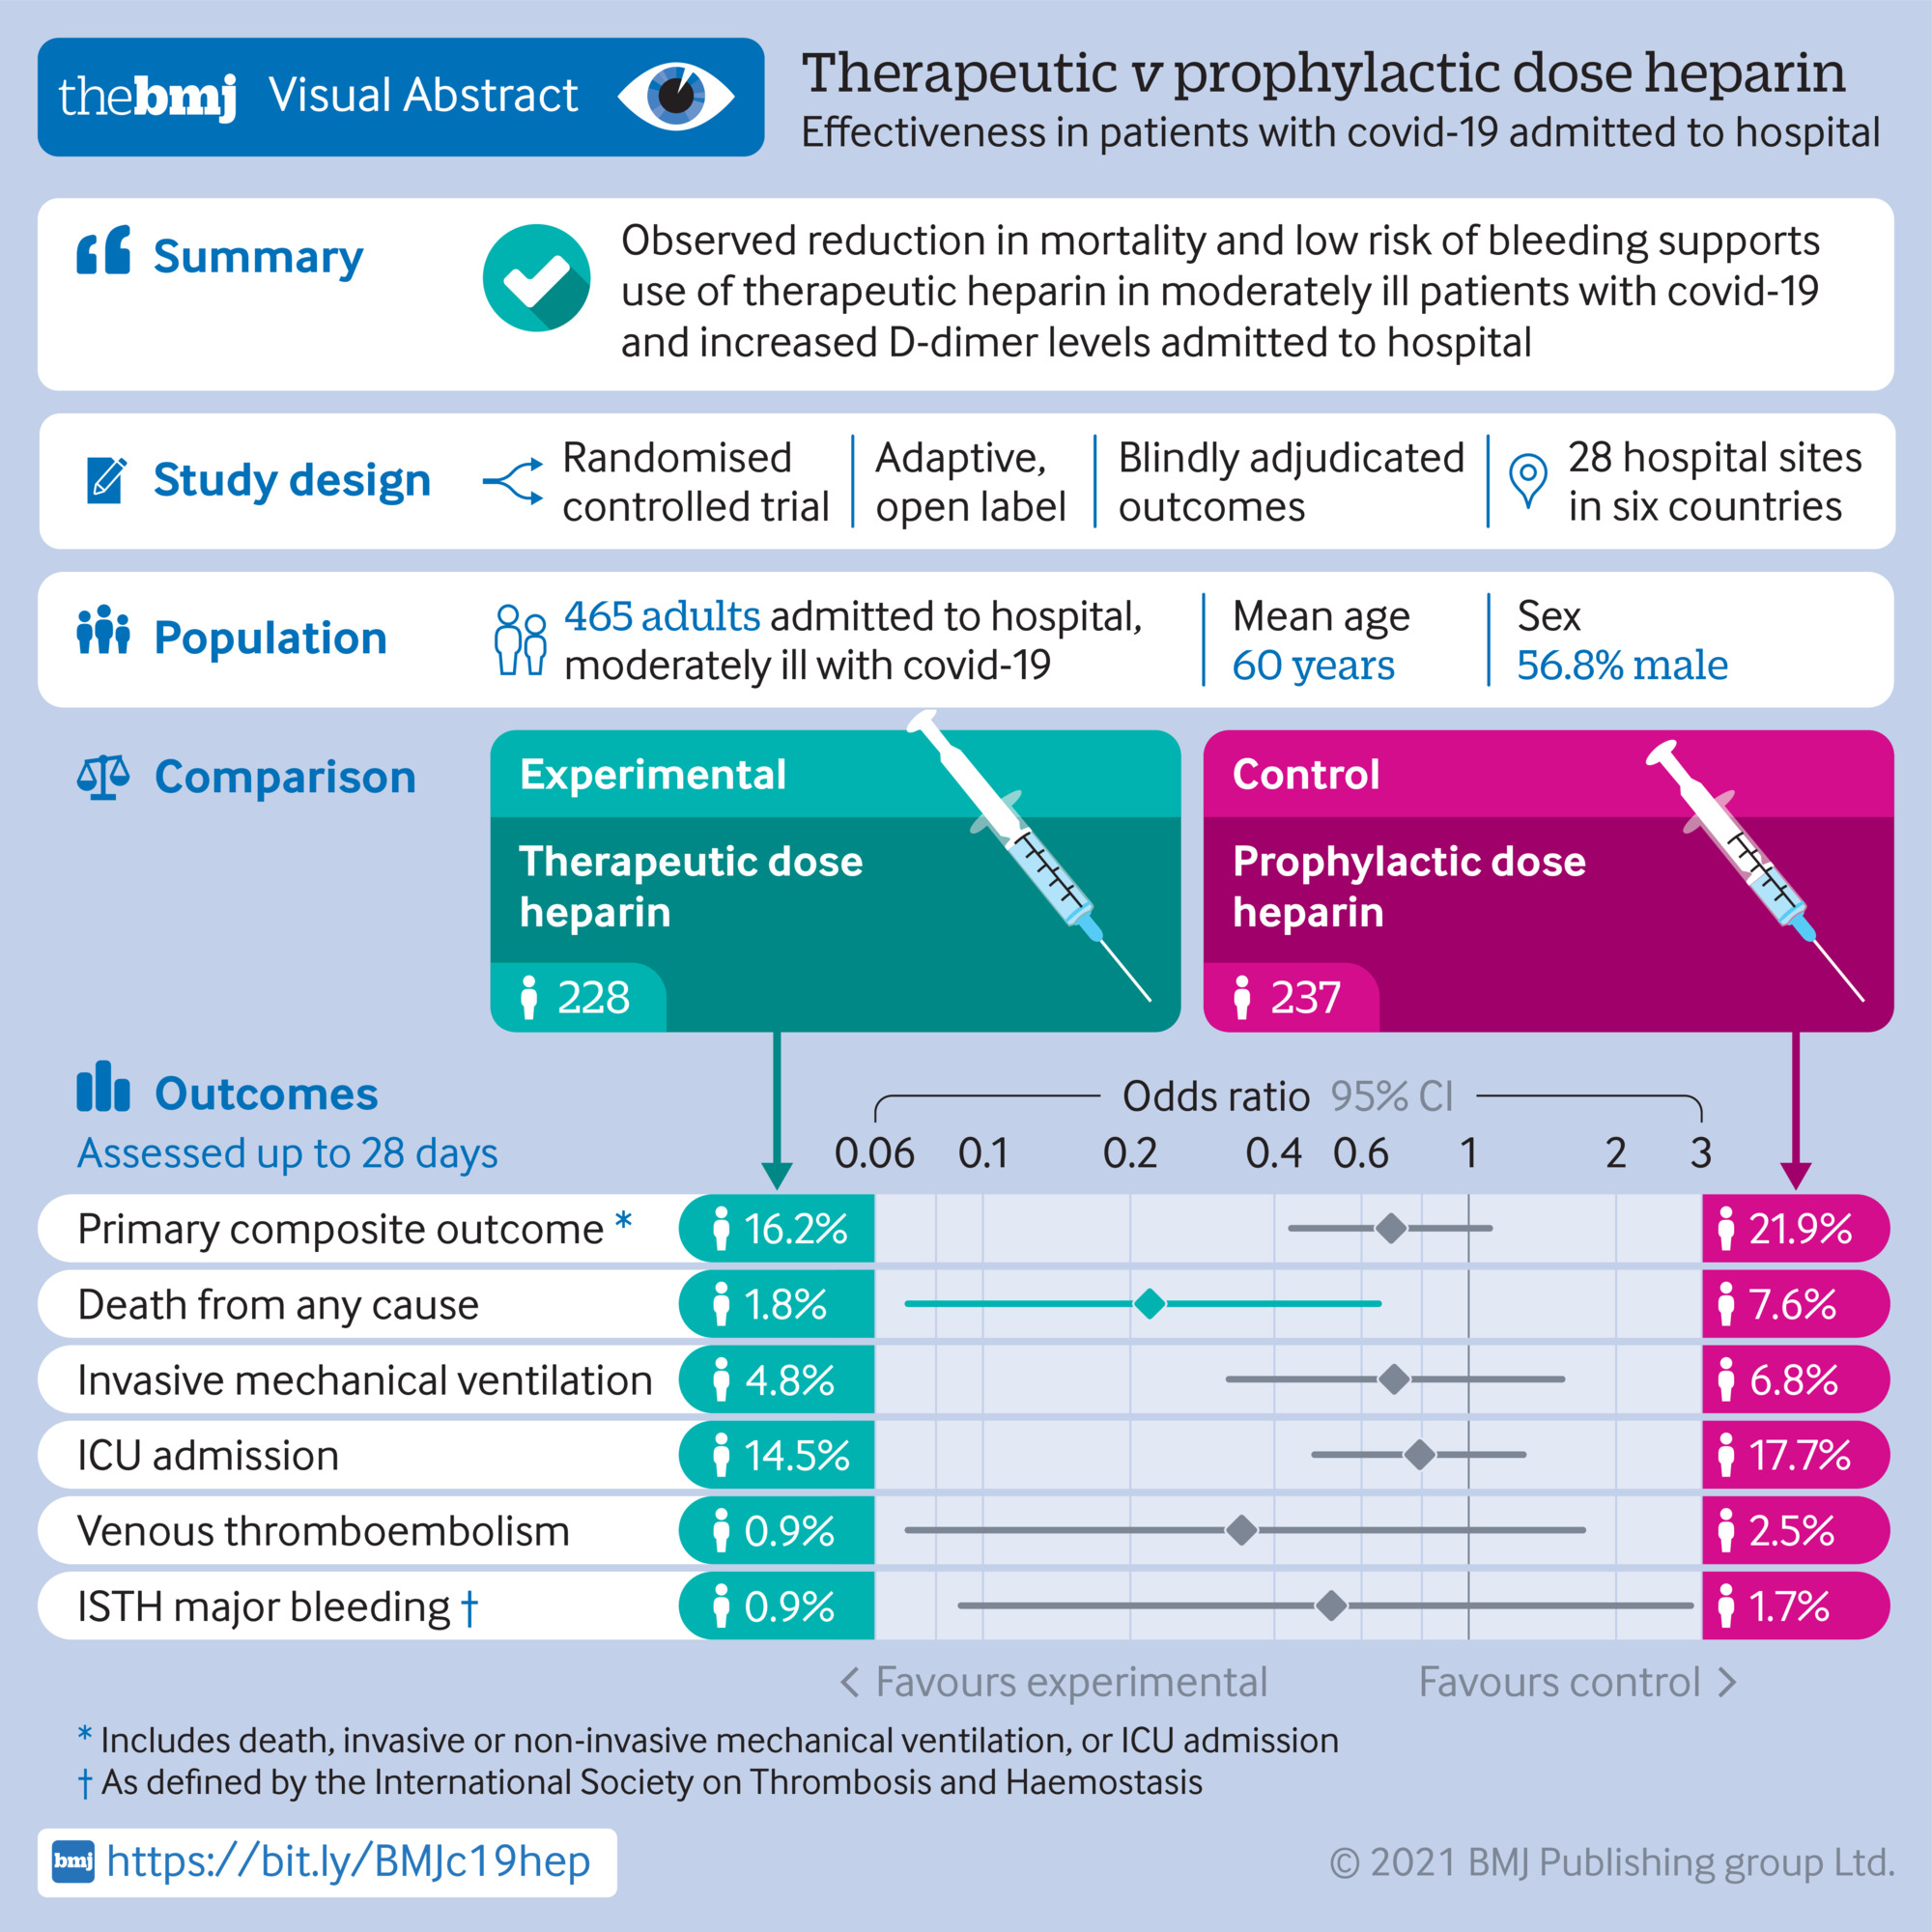 thebmj Visual Abstract
Therapeutic v prophylactic dose heparin
Effectiveness in patients with covid-19 admitted to hospital
Summary
Observed reduction in mortality and low risk of bleeding supports
use of therapeutic heparin in moderately ill patients with covid-19
and increased D-dimer levels admitted to hospital
Study design
Randomised
controlled trial
Adaptive,
open label
Blindly adjudicated
outcomes
28 hospital sites
in six countries
Population
465 adults admitted to hospital,
moderately ill with covid-19
Mean age
60 years
Sex
56.8% male
Comparison
Experimental
Therapeutic dose
heparin
228
Control
Prophylactic dose
heparin
237
Outcomes
Assessed up to 28 days
Odds ratio 95% CI
0.06 0.1 0.2 0.4 0.6 1 2 3
Primary composite outcome * 16.2% 21.9%
Death from any cause 1.8% 7.6%
Invasive mechanical ventilation 4.8% 6.8%
ICU admission 14.5% 17.7%
Venous thromboembolism 0.9% 2.5%
ISTH major bleeding † 0.9% 1.7%
< Favours experimental Favours control >
* Includes death, invasive or non-invasive mechanical ventilation, or ICU admission
† As defined by the International Society on Thrombosis and Haemostasis
bmj https://bit.ly/BMJc19hep
© 2021 BMJ Publishing group Ltd.